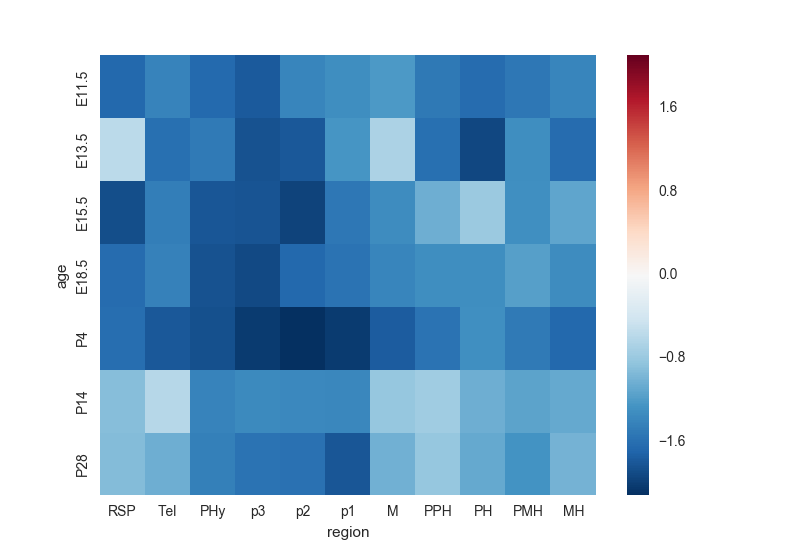 E11.5
E13.5
E15.5
E18.5
P4
P14
P28
age
RSP Tel PHy p3 p2 p1 M PPH PH PMH MH
region
1.6
0.8
0.0
−0.8
−1.6